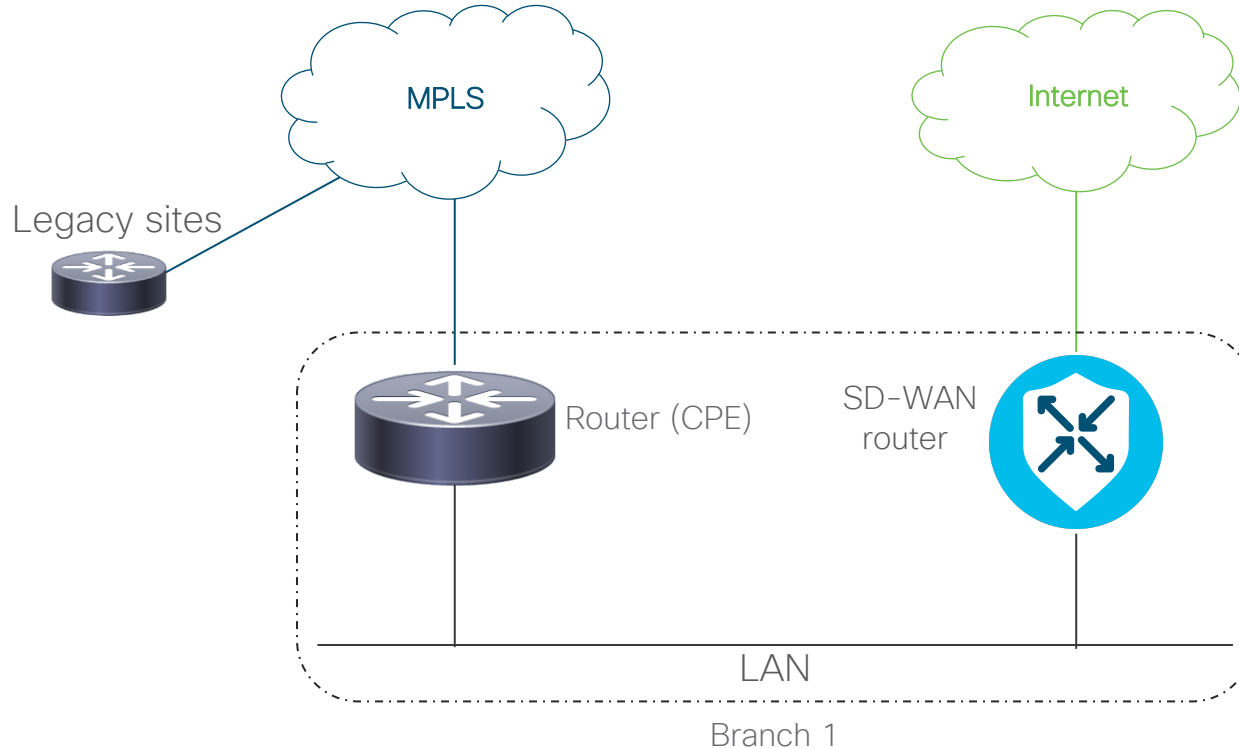 MPLS
Internet
Legacy sites
Router (CPE)
SD-WAN
router
LAN
Branch 1